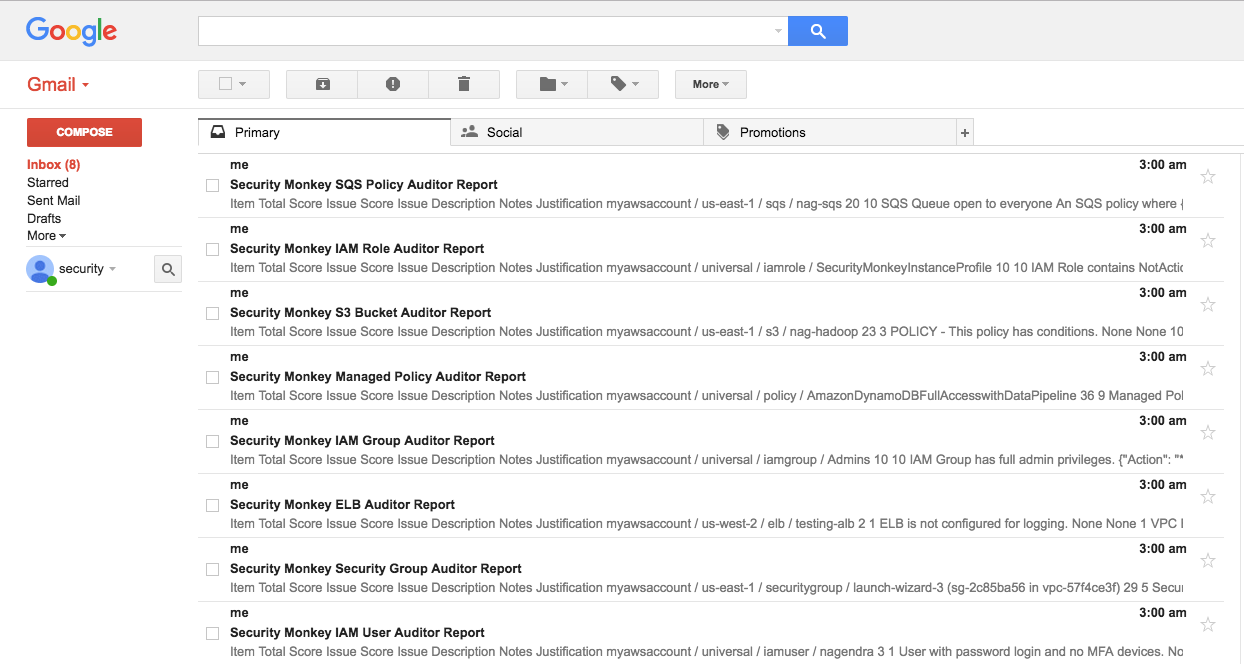 Google
Gmail
More
COMPOSE
Primary
Social
Promotions
+
Inbox (8)
Starred
Sent Mail
Drafts
More
security
me 3:00 am
Security Monkey SQS Policy Auditor Report
Item Total Score Issue Score Issue Description Notes Justification myawsaccount / us-east-1 / sqs / nag-sqs 20 10 SQS Queue open to everyone An SQS policy where {
me 3:00 am
Security Monkey IAM Role Auditor Report
Item Total Score Issue Score Issue Description Notes Justification myawsaccount / universal / iamrole / SecurityMonkeyInstanceProfile 10 10 IAM Role contains NotActic
me 3:00 am
Security Monkey S3 Bucket Auditor Report
Item Total Score Issue Score Issue Description Notes Justification myawsaccount / us-east-1 / s3 / nag-hadoop 23 3 POLICY - This policy has conditions. None None 10
me 3:00 am
Security Monkey Managed Policy Auditor Report
Item Total Score Issue Score Issue Description Notes Justification myawsaccount / universal / policy / AmazonDynamoDBFullAccesswithDataPipeline 36 9 Managed Pol
me 3:00 am
Security Monkey IAM Group Auditor Report
Item Total Score Issue Score Issue Description Notes Justification myawsaccount / universal / iamgroup / Admins 10 10 IAM Group has full admin privileges. {"Action": "*
me 3:00 am
Security Monkey ELB Auditor Report
Item Total Score Issue Score Issue Description Notes Justification myawsaccount / us-west-2 / elb / testing-alb 2 1 ELB is not configured for logging. None None 1 VPC
me 3:00 am
Security Monkey Security Group Auditor Report
Item Total Score Issue Score Issue Description Notes Justification myawsaccount / us-east-1 / securitygroup / launch-wizard-3 (sg-2c85ba56 in vpc-57f4ce3f) 29 5 Secu
me 3:00 am
Security Monkey IAM User Auditor Report
Item Total Score Issue Score Issue Description Notes Justification myawsaccount / universal / iamuser / nagendra 3 1 User with password login and no MFA devices. No